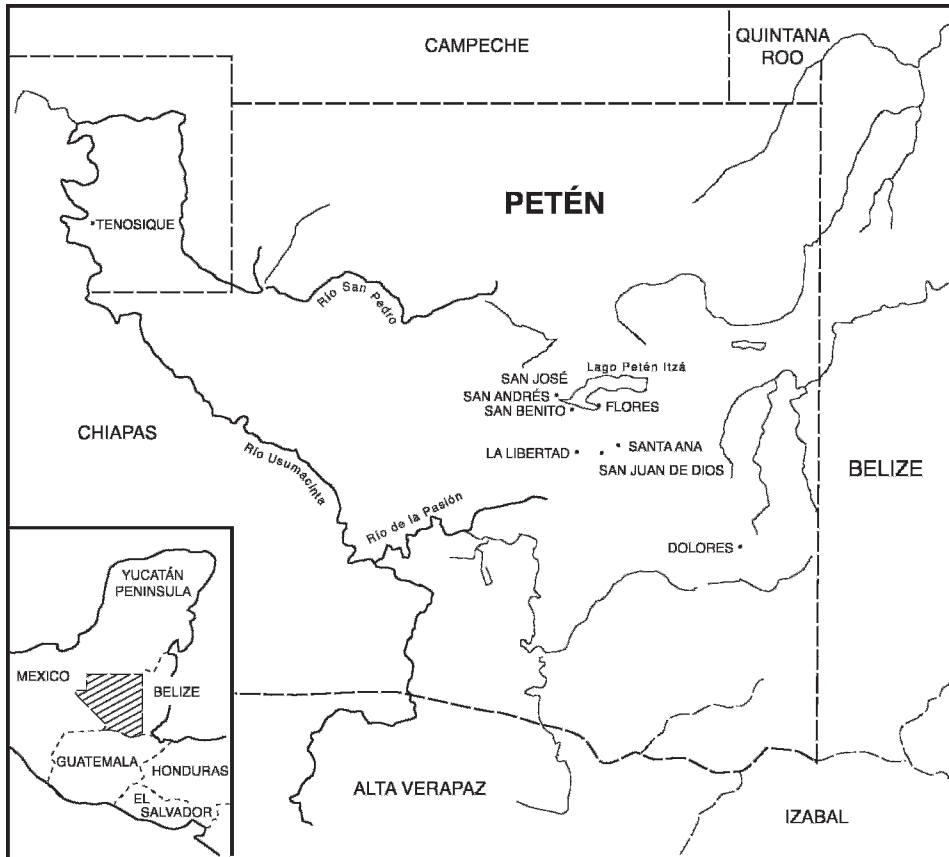 CAMPECHE
QUINTANA
ROO
PETÉN
TENOSIQUE
Río San Pedro
Lago Petén Itzá
SAN JOSÉ
SAN ANDRÉS
SAN BENITO
FLORES
CHIAPAS
LA LIBERTAD
SANTA ANA
SAN JUAN DE DIOS
BELIZE
Río Usumacinta
Río de la Pasión
DOLORES
YUCATÁN
PENINSULA
MEXICO
BELIZE
GUATEMALA
HONDURAS
EL
SALVADOR
ALTA VERAPAZ
IZABAL